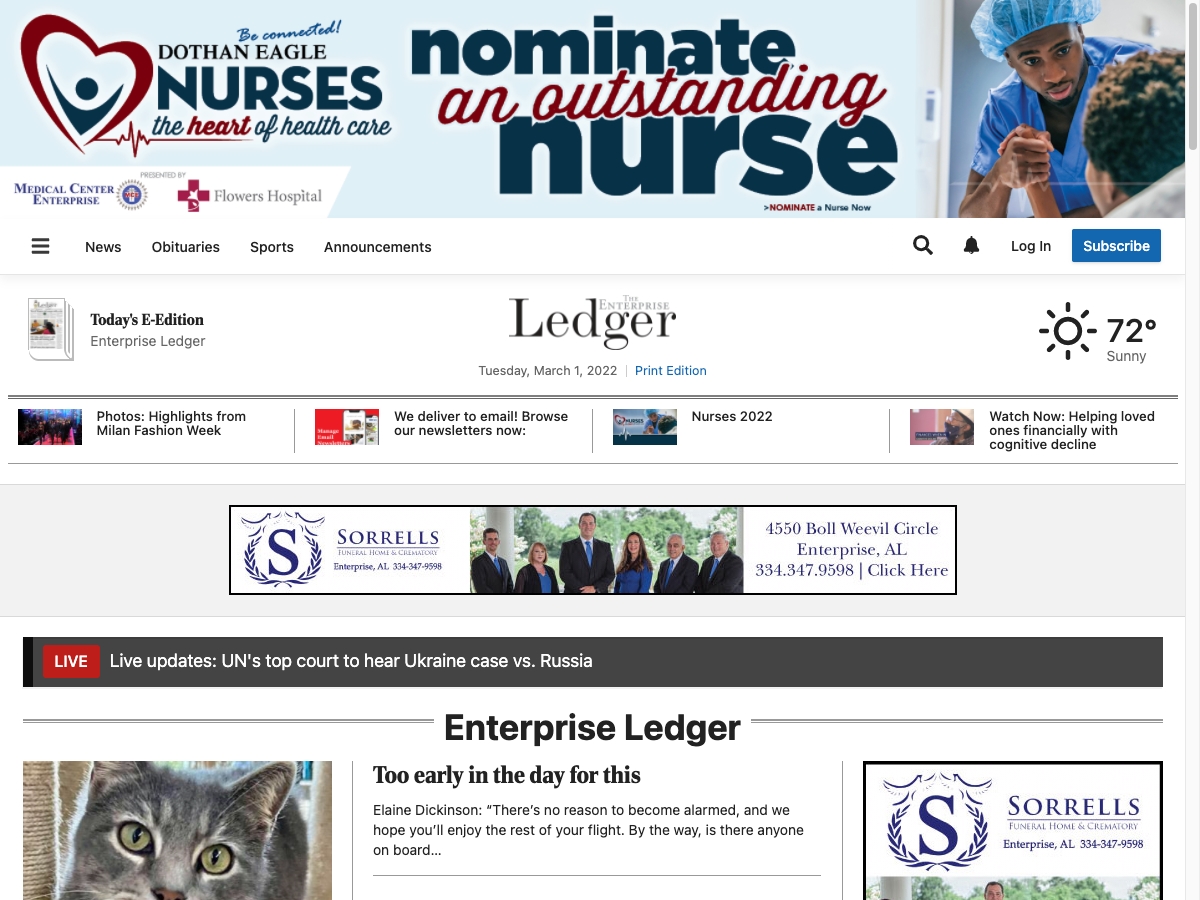 Be connected!
DOTHAN EAGLE
NURSES
the heart of health care
PRESENTED BY
MEDICAL CENTER
ENTERPRISE
MCE
Flowers Hospital
nominate
an outstanding
nurse
>NOMINATE a Nurse Now
News
Obituaries
Sports
Announcements
Log In
Subscribe
Today's E-Edition
Enterprise Ledger
THE
ENTERPRISE
Ledger
Tuesday, March 1, 2022
Print Edition
72°
Sunny
Photos: Highlights from
Milan Fashion Week
Manage
Email
Newsletters
We deliver to email! Browse
our newsletters now:
Nurses 2022
Watch Now: Helping loved
ones financially with
cognitive decline
S
SORRELLS
FUNERAL HOME & CREMATORY
Enterprise, AL 334-347-9598
4550 Boll Weevil Circle
Enterprise, AL
334.347.9598 | Click Here
LIVE
Live updates: UN's top court to hear Ukraine case vs. Russia
Enterprise Ledger
Too early in the day for this
Elaine Dickinson: “There’s no reason to become alarmed, and we
hope you’ll enjoy the rest of your flight. By the way, is there anyone
on board…
S
SORRELLS
FUNERAL HOME & CREMATORY
Enterprise, AL 334-347-9598